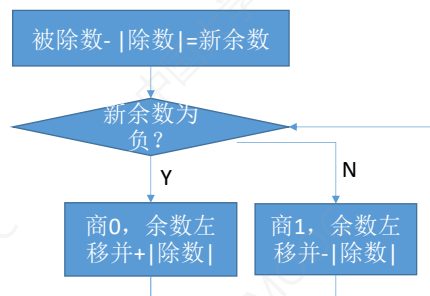 被除数- |除数|=新余数
新余数为
负？
Y
N
商0，余数左
移并+|除数|
商1，余数左
移并-|除数|